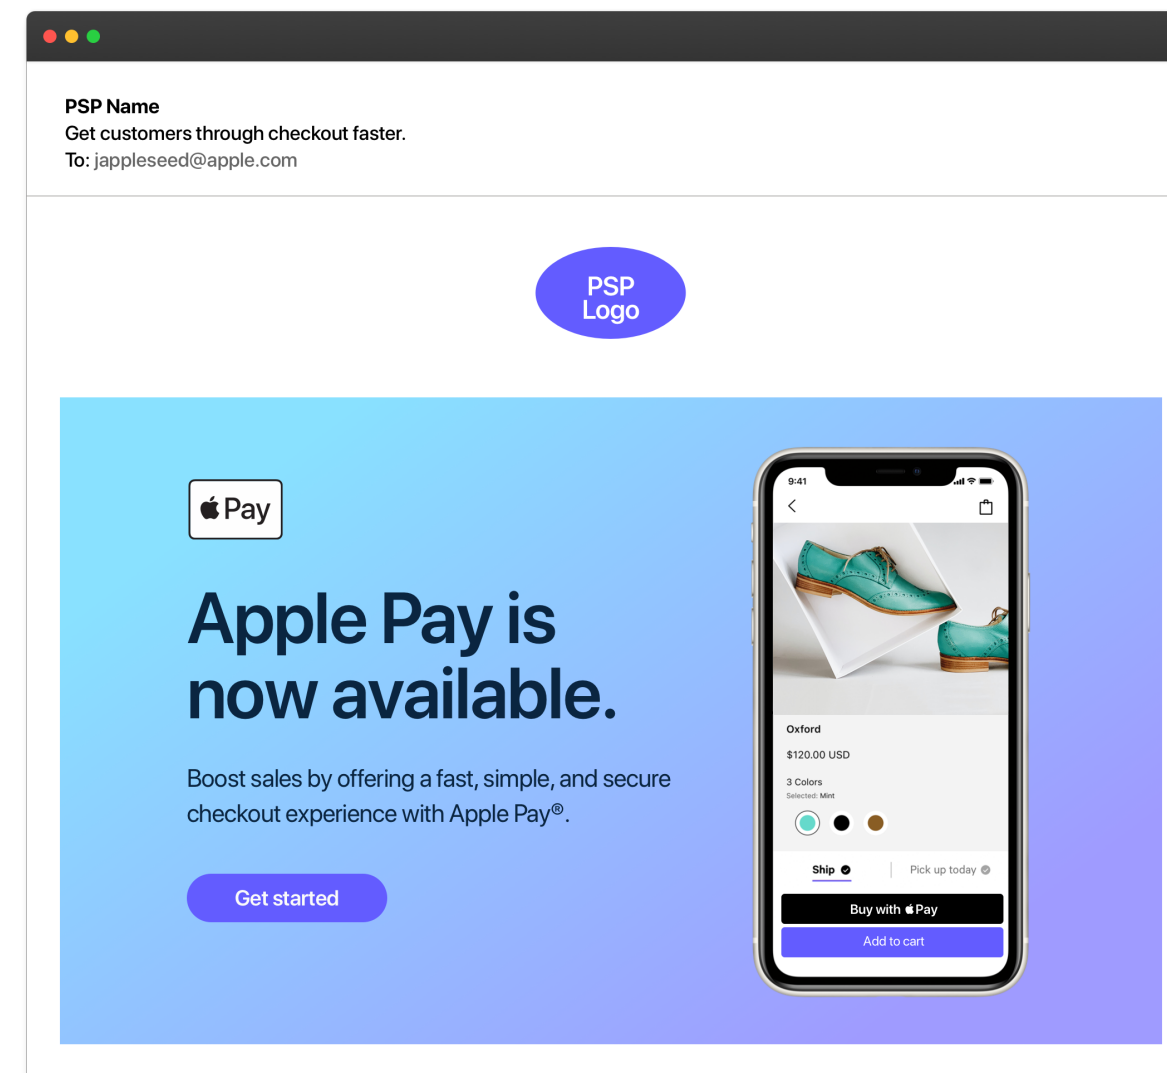 PSP Name
Get customers through checkout faster.
To: jappleseed@apple.com
PSP
Logo
Pay
Apple Pay is
now available.
Boost sales by offering a fast, simple, and secure
checkout experience with Apple Pay®.
Get started
9:41
Oxford
$120.00 USD
3 Colors
Selected: Mint
Ship
Pick up today
Buy with Pay
Add to cart